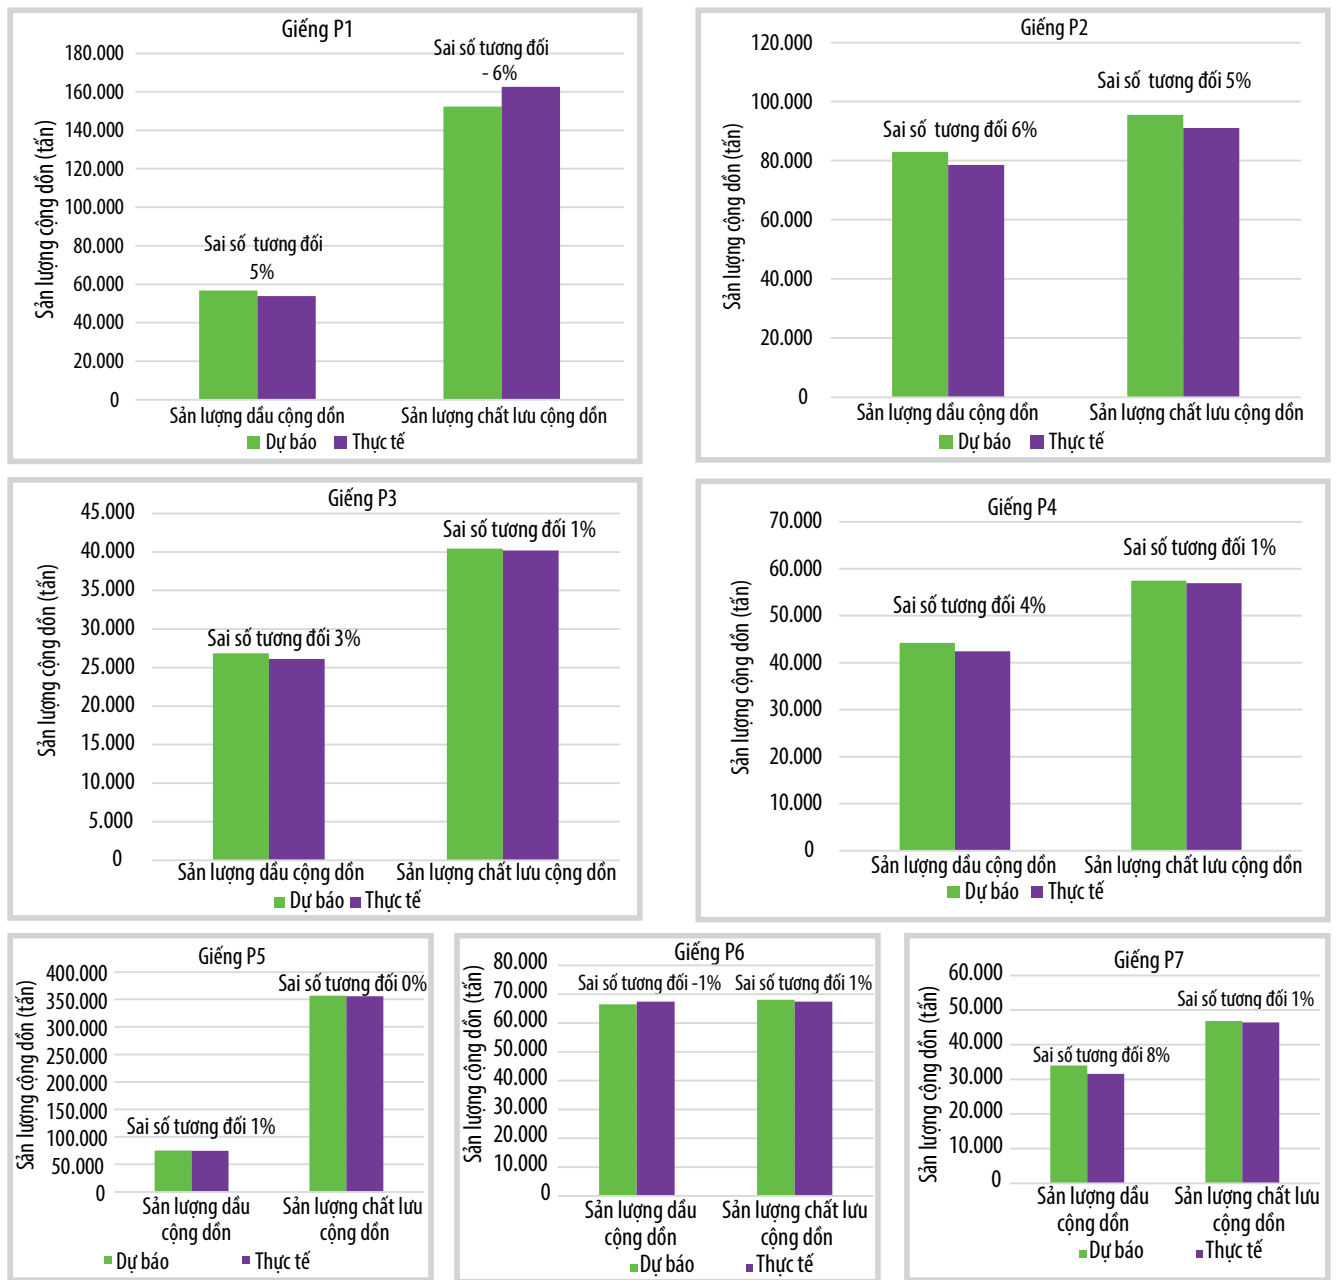 Giếng P1
Sản lượng cộng dồn (tấn)
180.000
160.000
140.000
120.000
100.000
80.000
60.000
40.000
20.000
0
Sai số tương đối
5%
Sai số tương đối
- 6%
Sản lượng dầu cộng dồn
Sản lượng chất lưu cộng dồn
Dự báo
Thực tế
Giếng P2
Sản lượng cộng dồn (tấn)
120.000
100.000
80.000
60.000
40.000
20.000
0
Sai số tương đối 6%
Sai số tương đối 5%
Sản lượng dầu cộng dồn
Sản lượng chất lưu cộng dồn
Dự báo
Thực tế
Giếng P3
Sản lượng cộng dồn (tấn)
45.000
40.000
35.000
30.000
25.000
20.000
15.000
10.000
5.000
0
Sai số tương đối 3%
Sai số tương đối 1%
Sản lượng dầu cộng dồn
Sản lượng chất lưu cộng dồn
Dự báo
Thực tế
Giếng P4
Sản lượng cộng dồn (tấn)
70.000
60.000
50.000
40.000
30.000
20.000
10.000
0
Sai số tương đối 4%
Sai số tương đối 1%
Sản lượng dầu cộng dồn
Sản lượng chất lưu cộng dồn
Dự báo
Thực tế
Giếng P5
Sản lượng cộng dồn (tấn)
400.000
350.000
300.000
250.000
200.000
150.000
100.000
50.000
0
Sai số tương đối 1%
Sai số tương đối 0%
Sản lượng dầu
cộng dồn
Sản lượng chất lưu
cộng dồn
Dự báo
Thực tế
Giếng P6
Sản lượng cộng dồn (tấn)
80.000
70.000
60.000
50.000
40.000
30.000
20.000
10.000
0
Sai số tương đối -1%
Sai số tương đối 1%
Sản lượng dầu
cộng dồn
Sản lượng chất lưu
cộng dồn
Dự báo
Thực tế
Giếng P7
Sản lượng cộng dồn (tấn)
60.000
50.000
40.000
30.000
20.000
10.000
0
Sai số tương đối 8%
Sai số tương đối 1%
Sản lượng dầu
cộng dồn
Sản lượng chất lưu
cộng dồn
Dự báo
Thực tế